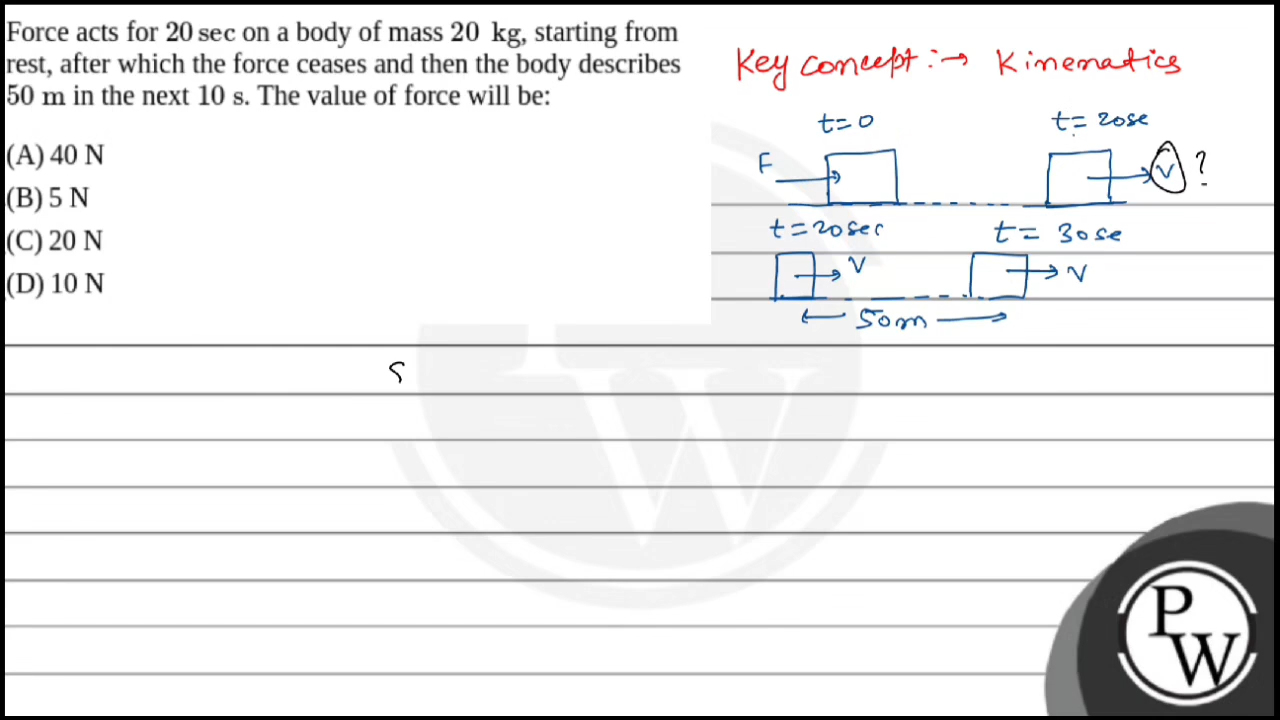 Force acts for 20 sec on a body of mass 20 kg, starting from
rest, after which the force ceases and then the body describes
50 m in the next 10 s. The value of force will be:
(A) 40 N
(B) 5 N
(C) 20 N
(D) 10 N
Key concept :→ Kinematics
t=0 t=20se
F V ?
t=20sec t= 30se
V V
50m
S
W
P
W